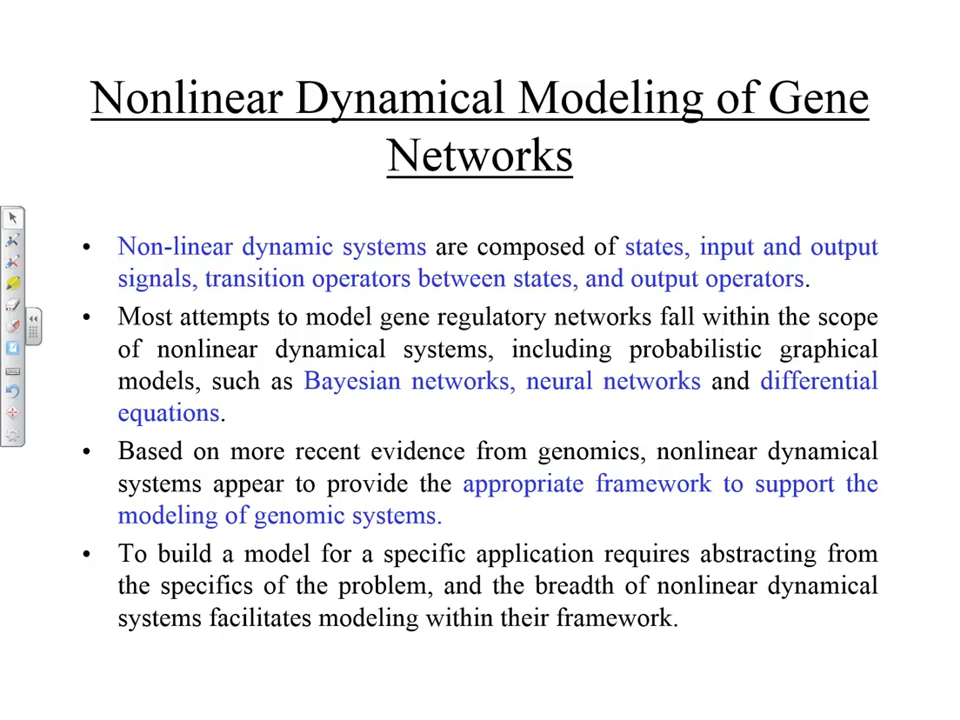 Nonlinear Dynamical Modeling of Gene
Networks
• Non-linear dynamic systems are composed of states, input and output
signals, transition operators between states, and output operators.
• Most attempts to model gene regulatory networks fall within the scope
of nonlinear dynamical systems, including probabilistic graphical
models, such as Bayesian networks, neural networks and differential
equations.
• Based on more recent evidence from genomics, nonlinear dynamical
systems appear to provide the appropriate framework to support the
modeling of genomic systems.
• To build a model for a specific application requires abstracting from
the specifics of the problem, and the breadth of nonlinear dynamical
systems facilitates modeling within their framework.